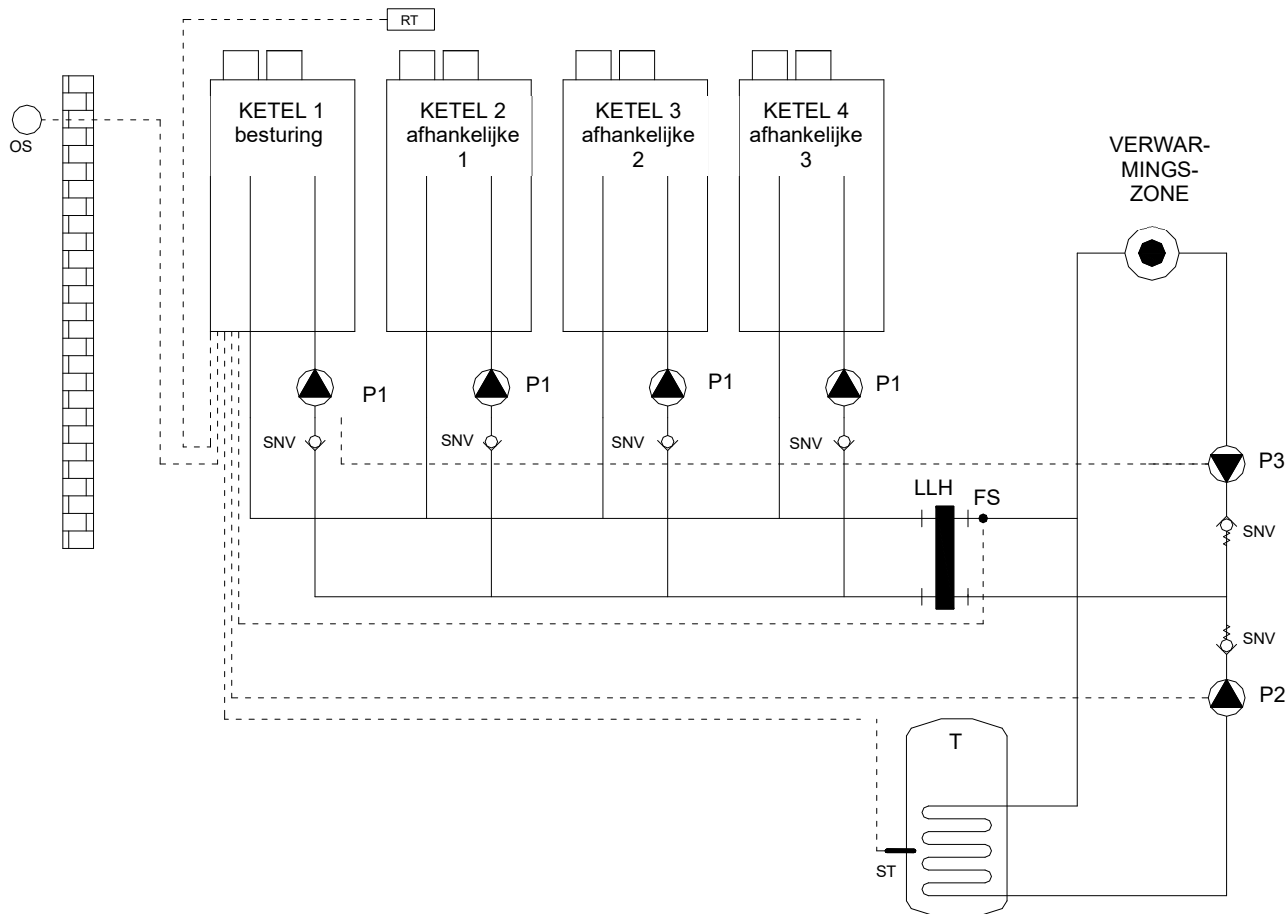 RT
OS
KETEL 1
besturing
KETEL 2
afhankelijke
1
KETEL 3
afhankelijke
2
KETEL 4
afhankelijke
3
VERWAR-
MINGS-
ZONE
P1
P1
P1
P1
SNV
SNV
SNV
SNV
P3
LLH
FS
SNV
SNV
P2
T
ST